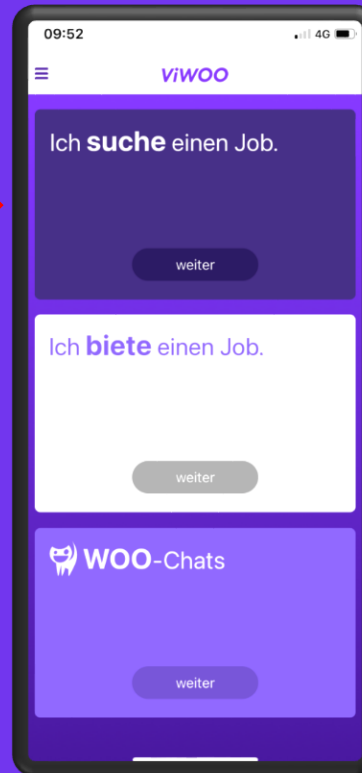 09:52
4G
ViWOO
Ich suche einen Job.
weiter
Ich biete einen Job.
weiter
WOO-Chats
weiter